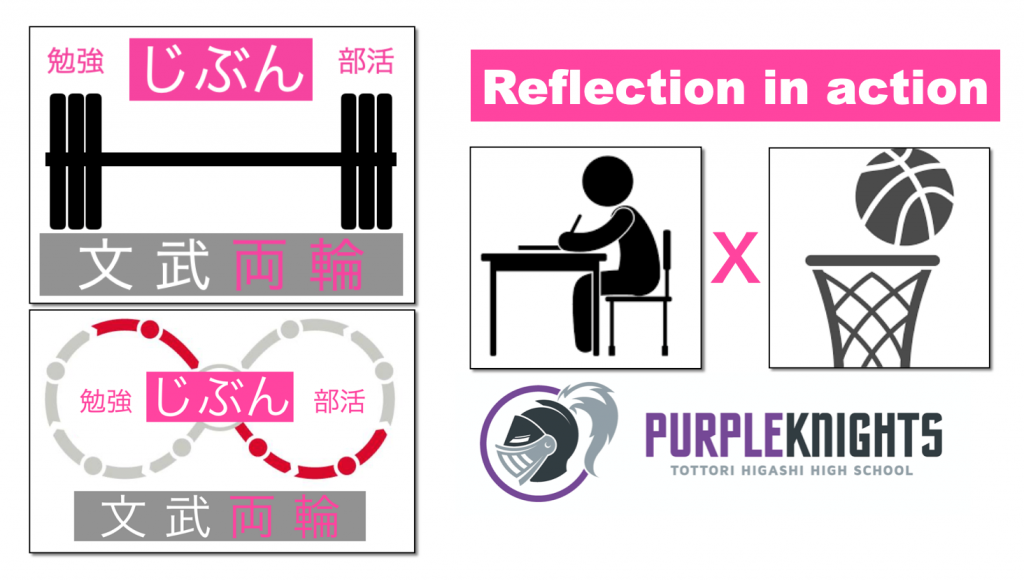 勉強 じぶん 部活
文武両輪
勉強 じぶん 部活
文武両輪
Reflection in action
X
PURPLEKNIGHTS
TOTTORI HIGASHI HIGH SCHOOL